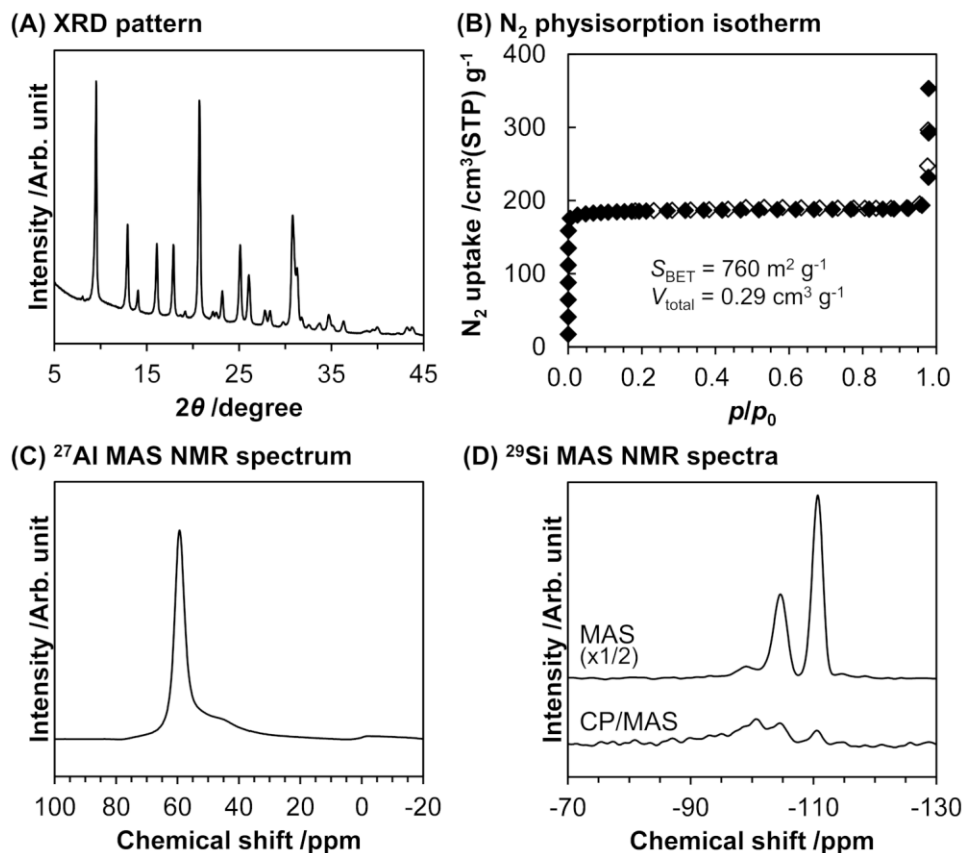 (A) XRD pattern
Intensity /Arb. unit
5 15 25 35 45
2θ /degree
(B) N₂ physisorption isotherm
N₂ uptake /cm³(STP) g⁻¹
400
300
200
100
0
S_BET = 760 m² g⁻¹
V_total = 0.29 cm³ g⁻¹
0.0 0.2 0.4 0.6 0.8 1.0
p/p₀
(C) ²⁷Al MAS NMR spectrum
Intensity /Arb. unit
100 80 60 40 20 0 -20
Chemical shift /ppm
(D) ²⁹Si MAS NMR spectra
Intensity /Arb. unit
MAS
(x1/2)
CP/MAS
-70 -90 -110 -130
Chemical shift /ppm